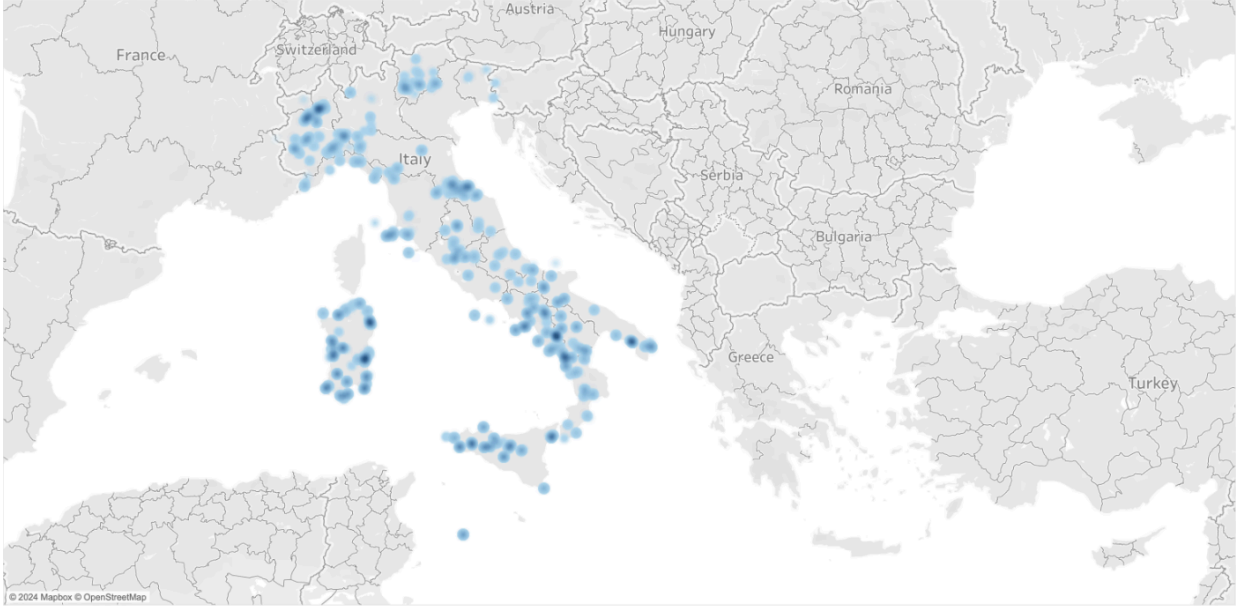 Austria
Hungary
Switzerland
France
Romania
Italy
Serbia
Bulgaria
Greece
Turkey
© 2024 Mapbox © OpenStreetMap